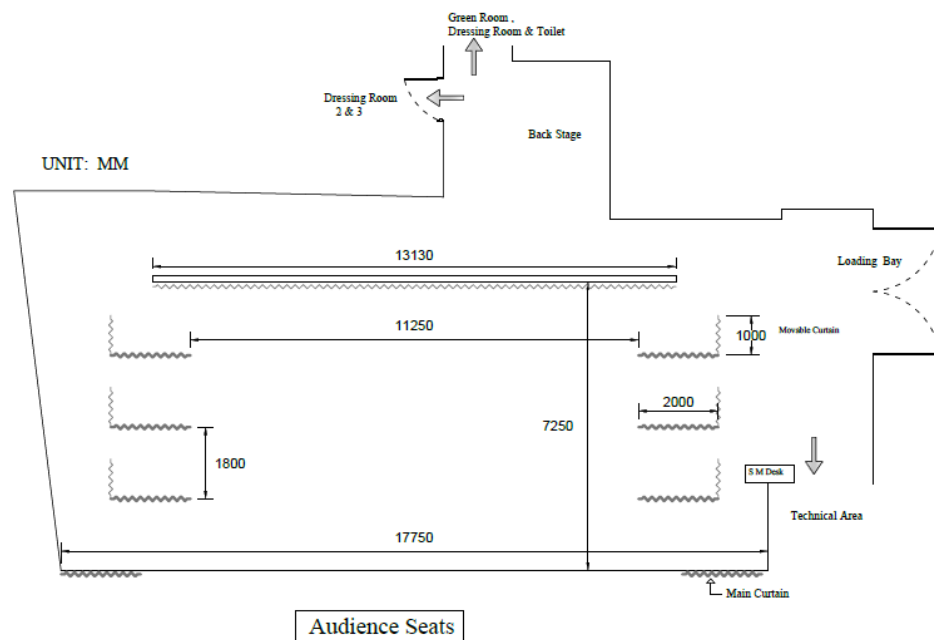 Green Room ,
Dressing Room & Toilet
Dressing Room
2 & 3
Back Stage
UNIT: MM
13130
Loading Bay
11250
1000
Movable Curtain
2000
7250
1800
S M Desk
Technical Area
17750
Main Curtain
Audience Seats